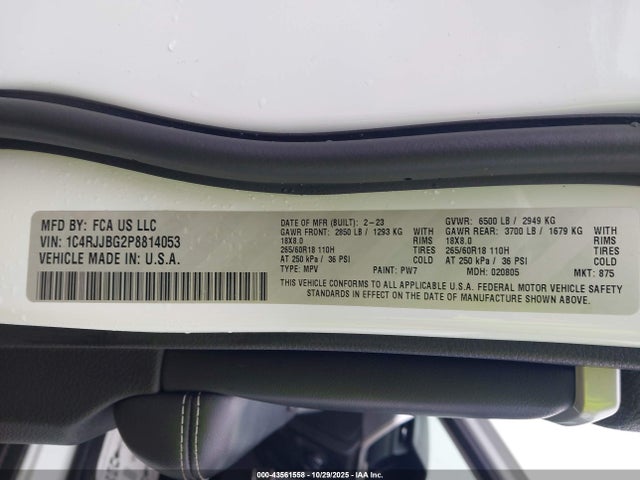 MFD BY: FCA US LLC
VIN: 1C4RJJBG2P8814053
VEHICLE MADE IN: U.S.A.
DATE OF MFR (BUILT): 2-23 GVWR: 6500 LB / 2949 KG
GAWR FRONT: 2850 LB / 1293 KG WITH GAWR REAR: 3700 LB / 1679 KG WITH
18X8.0 RIMS 18X8.0 RIMS
265/60R18 110H TIRES 265/60R18 110H TIRES
AT 250 kPa / 36 PSI COLD AT 250 kPa / 36 PSI COLD
TYPE: MPV PAINT: PW7 MDH: 020805 MKT: 875
THIS VEHICLE CONFORMS TO ALL APPLICABLE U.S.A. FEDERAL MOTOR VEHICLE SAFETY
STANDARDS IN EFFECT ON THE DATE OF MANUFACTURE SHOWN ABOVE.
000-43561558 - 10/29/2025 - IAA Inc.